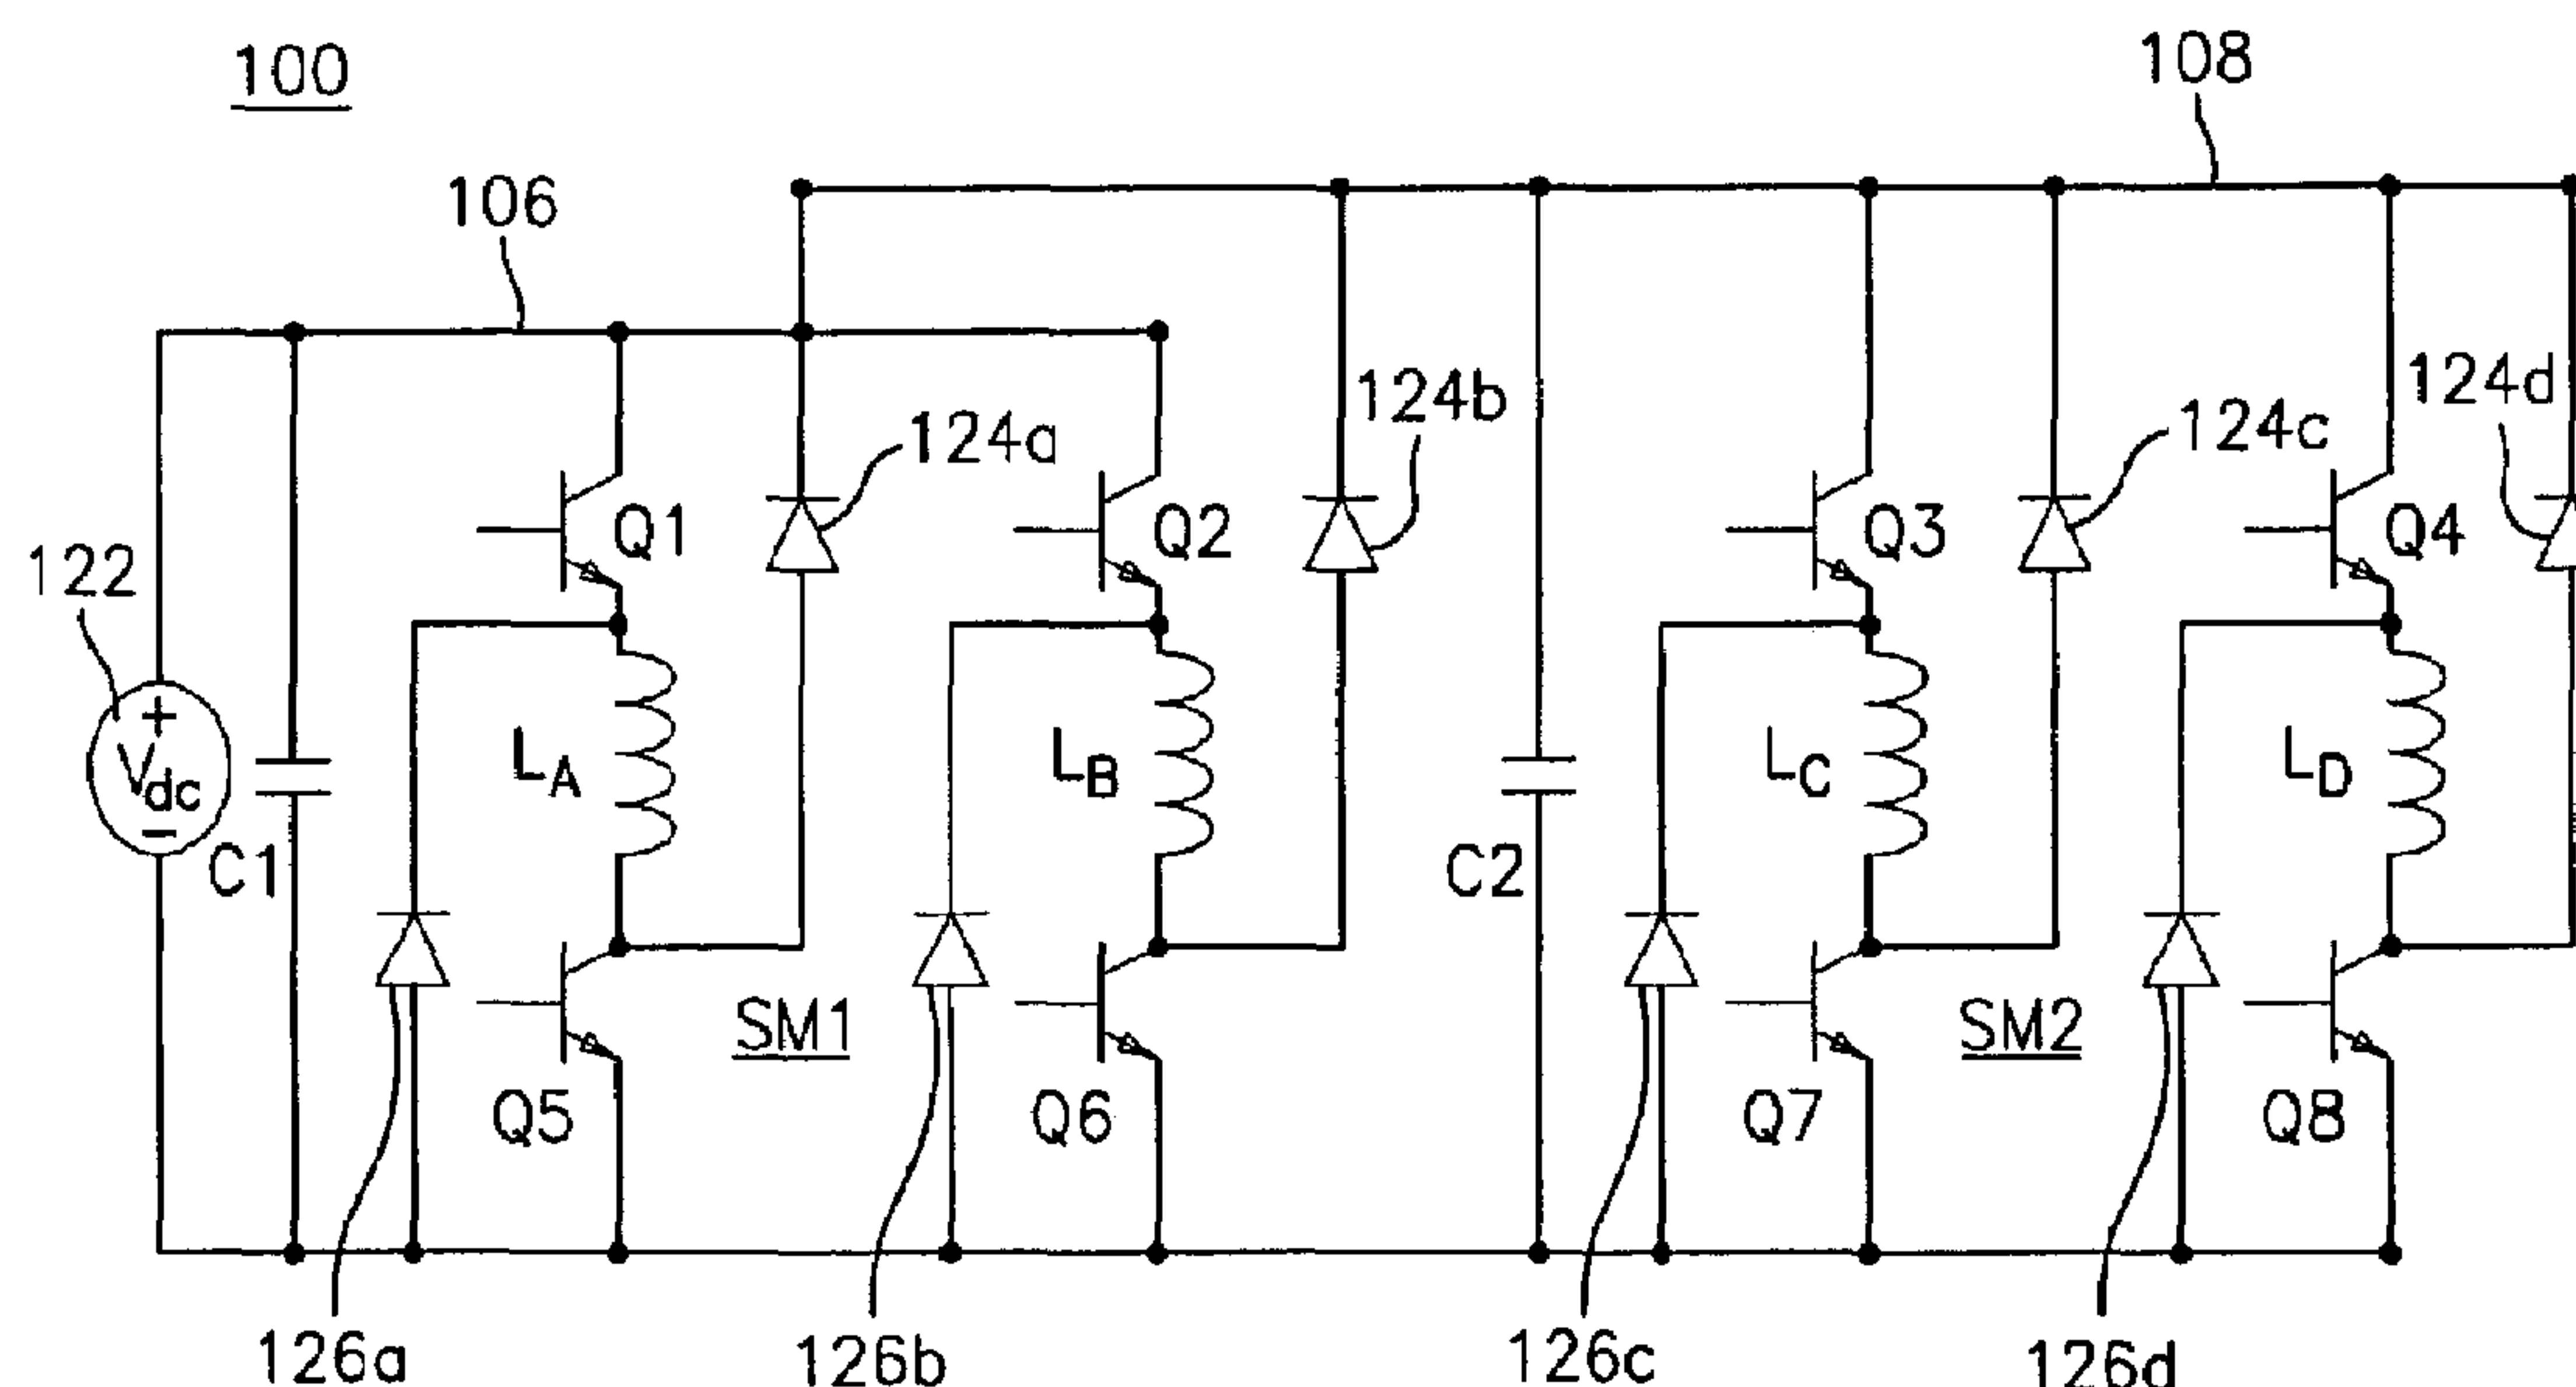 100
108
106
124b
124d
124a
124c
Q1
Q2
Q3
Q4
122
+
Vdc
−
LA
LB
LC
LD
C1
C2
SM1
SM2
Q5
Q6
Q7
Q8
126a
126b
126c
126d